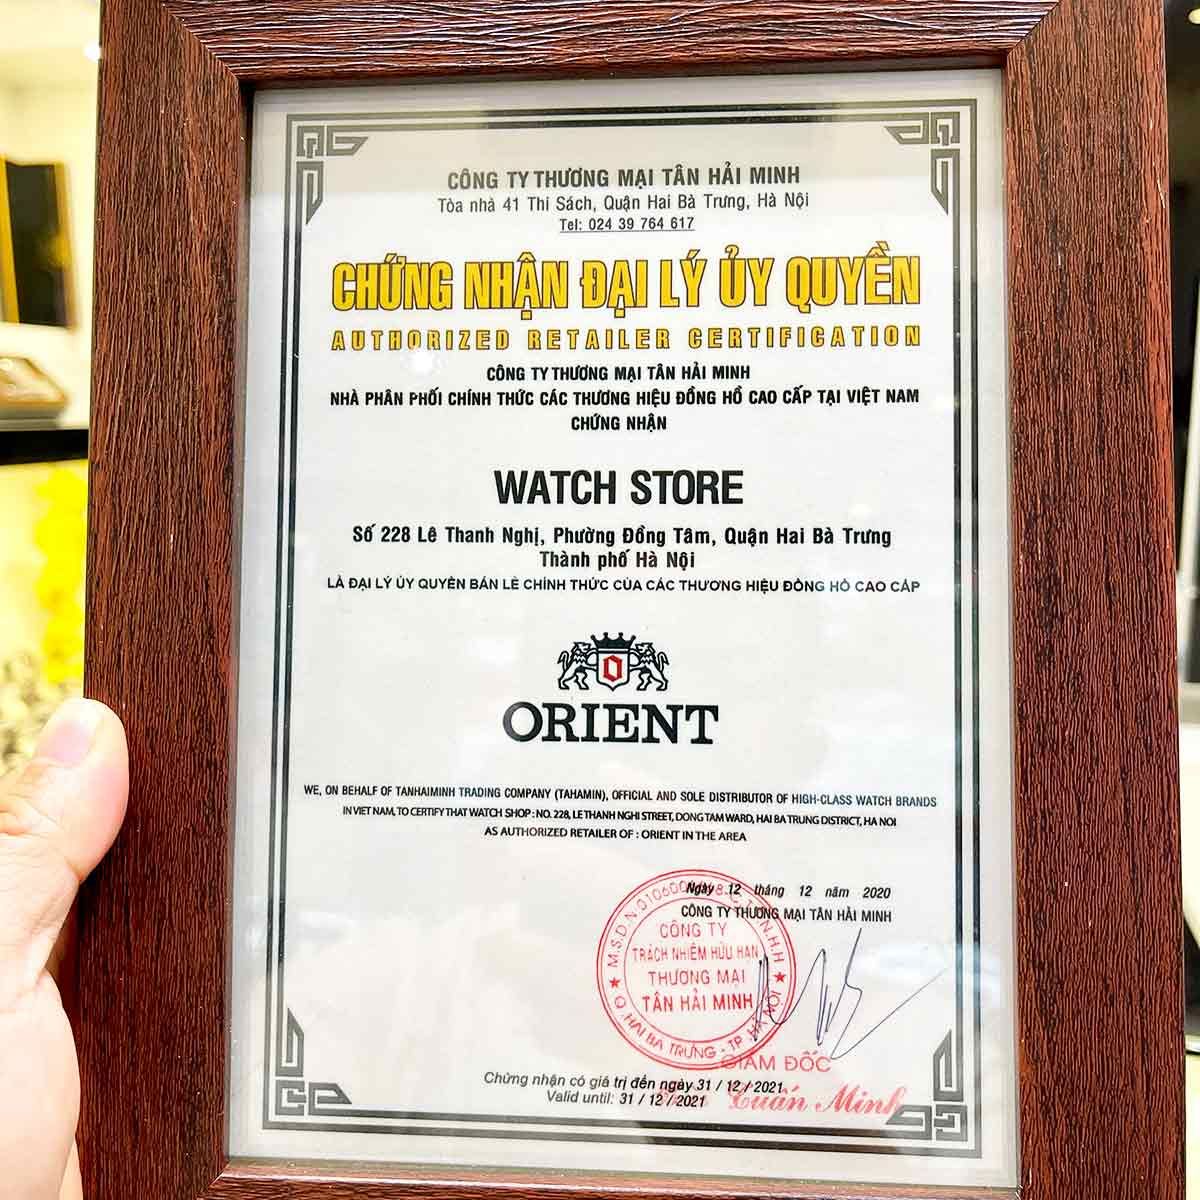 CÔNG TY THƯƠNG MẠI TÂN HẢI MINH
Tòa nhà 41 Thi Sách, Quận Hai Bà Trưng, Hà Nội
Tel: 024 39 764 617
CHỨNG NHẬN ĐẠI LÝ ỦY QUYỀN
AUTHORIZED RETAILER CERTIFICATION
CÔNG TY THƯƠNG MẠI TÂN HẢI MINH
NHÀ PHÂN PHỐI CHÍNH THỨC CÁC THƯƠNG HIỆU ĐỒNG HỒ CAO CẤP TẠI VIỆT NAM
CHỨNG NHẬN
WATCH STORE
Số 228 Lê Thanh Nghị, Phường Đồng Tâm, Quận Hai Bà Trưng
Thành phố Hà Nội
LÀ ĐẠI LÝ ỦY QUYỀN BÁN LẺ CHÍNH THỨC CỦA CÁC THƯƠNG HIỆU ĐỒNG HỒ CAO CẤP
ORIENT
WE, ON BEHALF OF TANHAIMINH TRADING COMPANY (TAHAMIN), OFFICIAL AND SOLE DISTRIBUTOR OF HIGH-CLASS WATCH BRANDS
IN VIET NAM, TO CERTIFY THAT WATCH SHOP : NO. 228, LE THANH NGHI STREET, DONG TAM WARD, HAI BA TRUNG DISTRICT, HA NOI
AS AUTHORIZED RETAILER OF : ORIENT IN THE AREA
Ngày 12 tháng 12 năm 2020
CÔNG TY THƯƠNG MẠI TÂN HẢI MINH
CÔNG TY
TRÁCH NHIỆM HỮU HẠN
THƯƠNG MẠI
TÂN HẢI MINH
Q. HAI BÀ TRƯNG - TP. HÀ NỘI
GIÁM ĐỐC
Chứng nhận có giá trị đến ngày 31 / 12 / 2021
Valid until: 31 / 12 / 2021
Xuân Minh